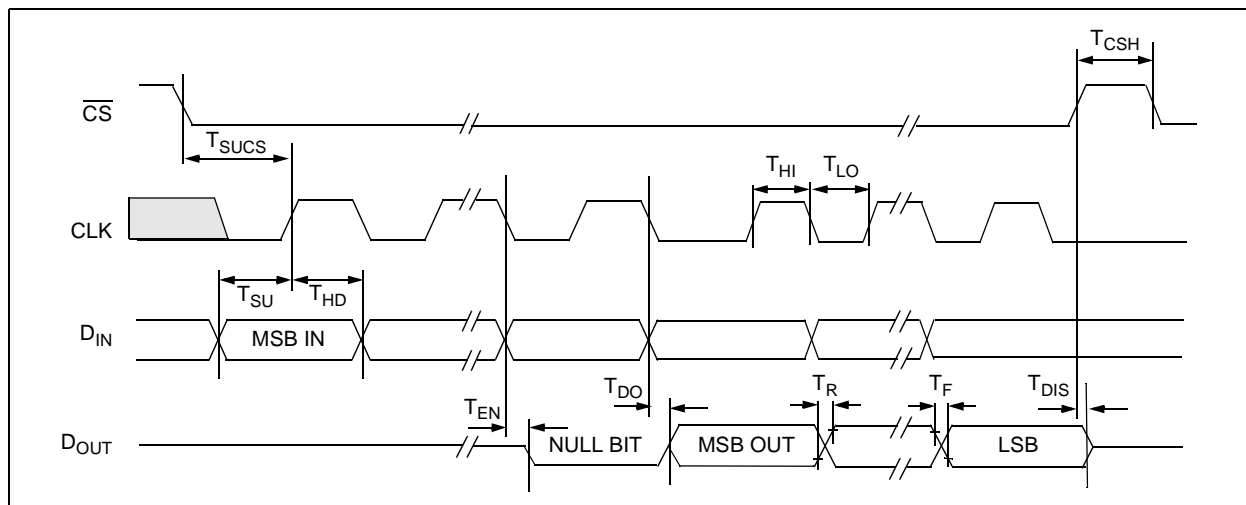 T_CSH
C̅S̅
T_SUCS
T_HI T_LO
CLK
T_SU T_HD
D_IN MSB IN
T_DO T_R T_F T_DIS
T_EN
D_OUT NULL BIT MSB OUT LSB